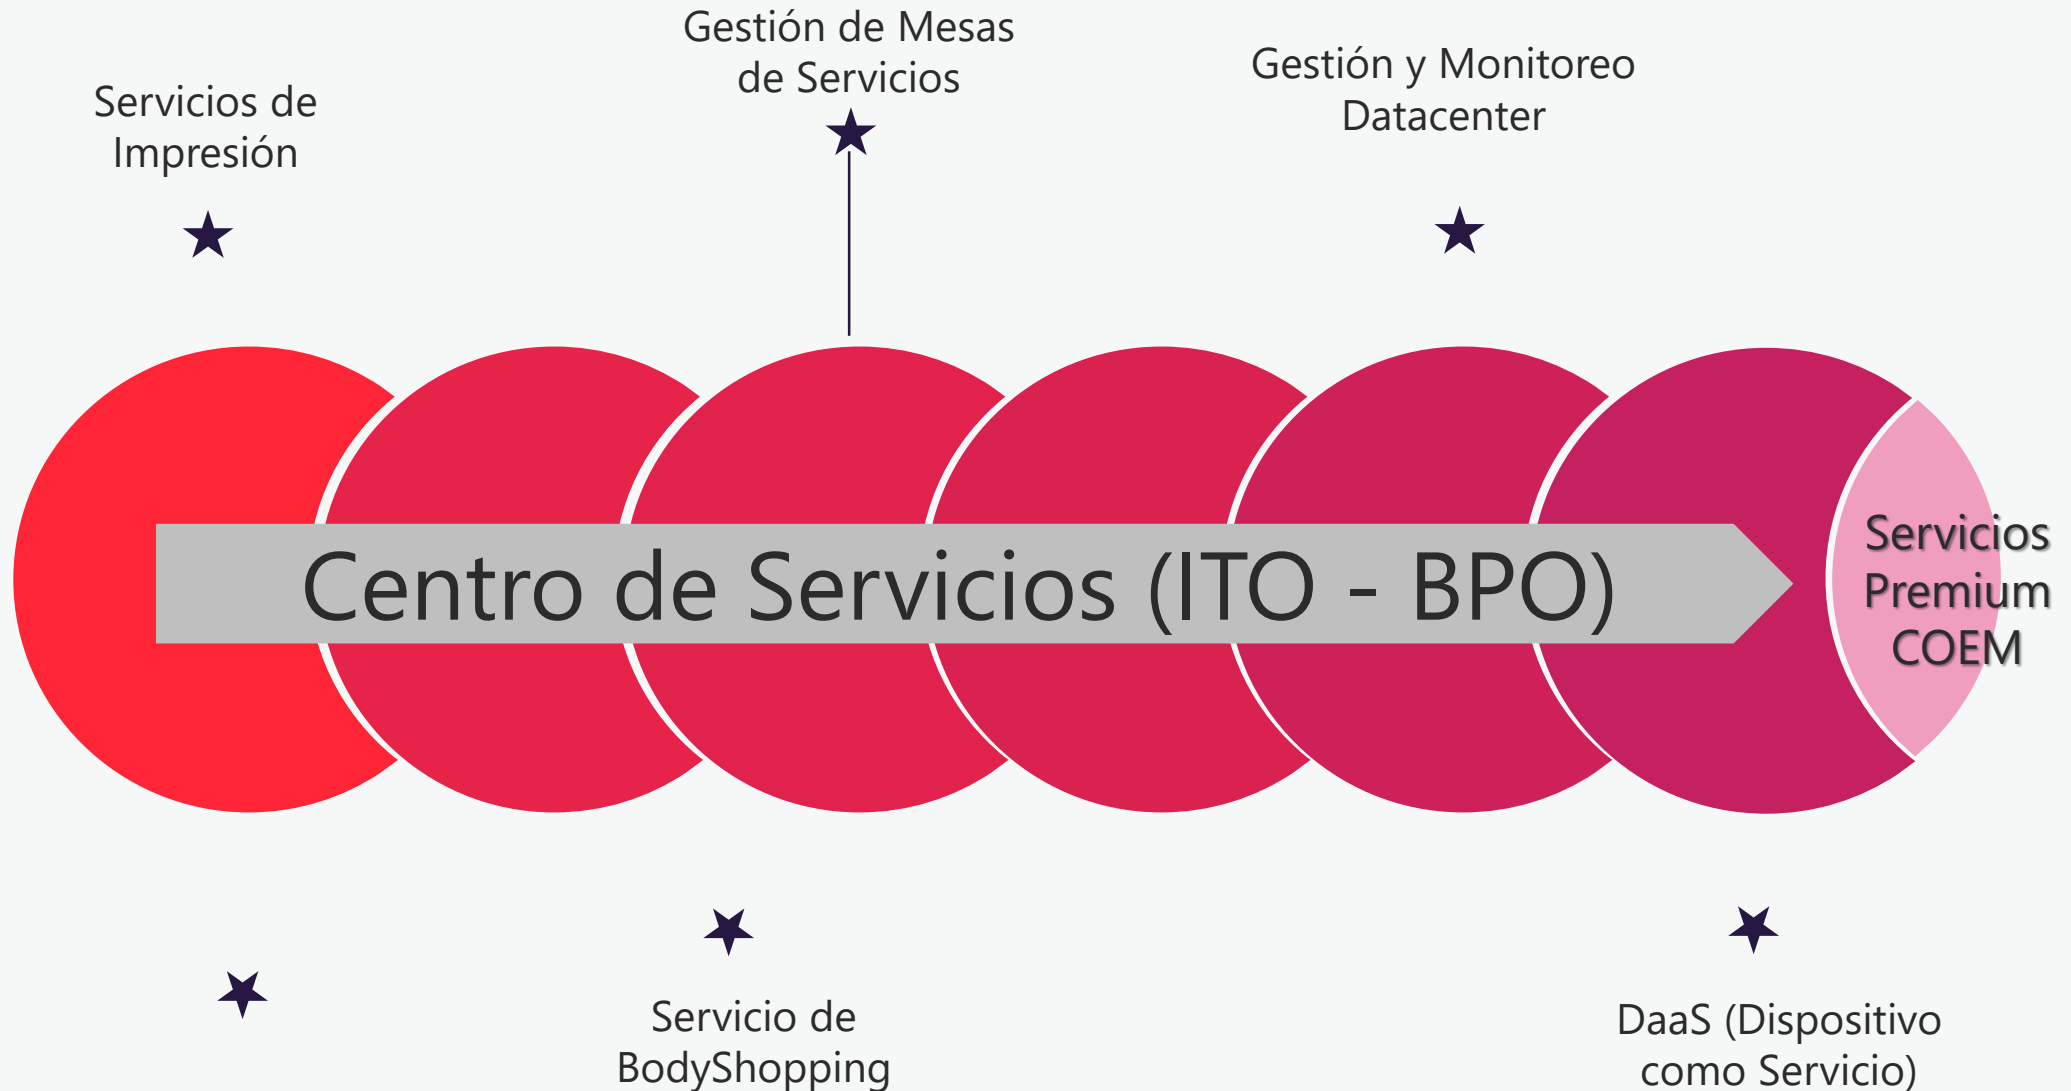 Gestión de Mesas
de Servicios
Gestión y Monitoreo
Datacenter
Servicios de
Impresión
Centro de Servicios (ITO - BPO)
Servicios
Premium
COEM
Servicio de
BodyShopping
DaaS (Dispositivo
como Servicio)